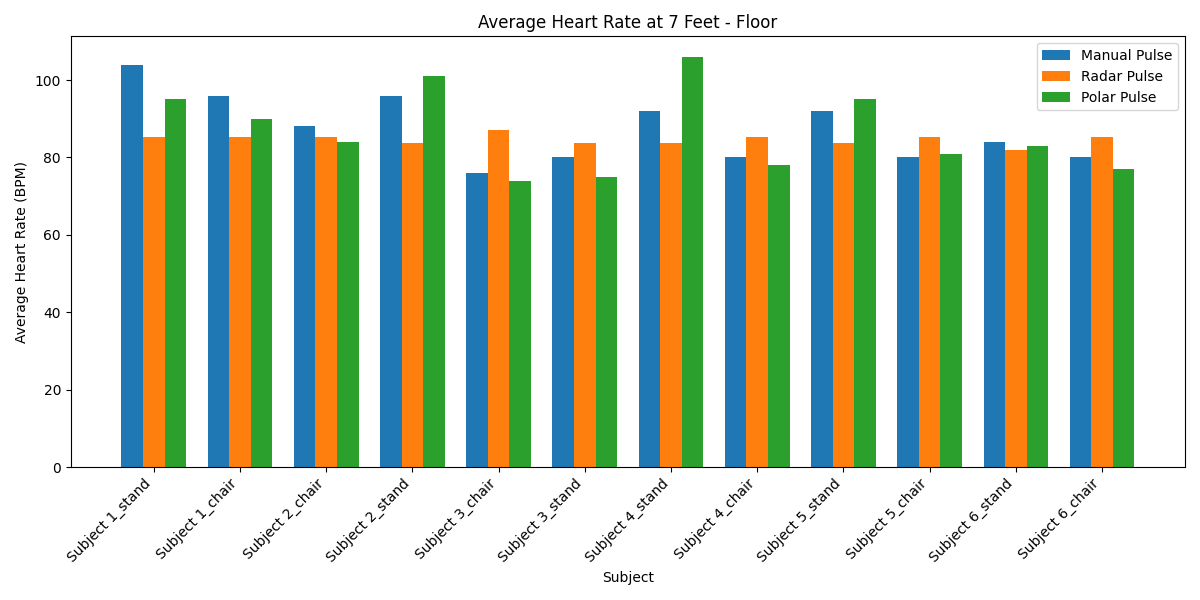 Average Heart Rate at 7 Feet - Floor
Manual Pulse
Radar Pulse
Polar Pulse
Average Heart Rate (BPM)
100
80
60
40
20
0
Subject 1_stand
Subject 1_chair
Subject 2_chair
Subject 2_stand
Subject 3_chair
Subject 3_stand
Subject 4_stand
Subject 4_chair
Subject 5_stand
Subject 5_chair
Subject 6_stand
Subject 6_chair
Subject